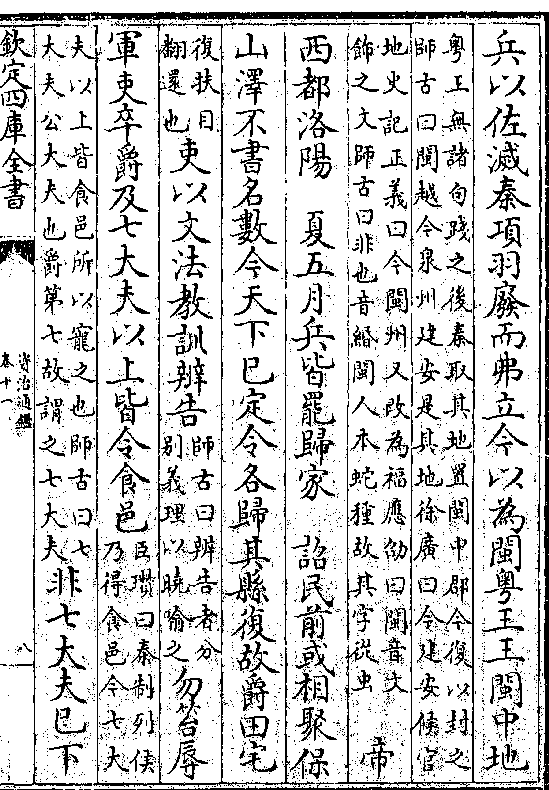 兵以佐滅秦項羽廢而弗立今以為閩粤王王閩中地
粤王無諸句踐之後秦取其地置閩中郡今復以封之
師古曰閩越今泉州建安是其地徐廣曰今建安候官
地史記正義曰今閩州又改為福應劭曰閩音文
飾之文師古曰非也音緡閩人本蛇種故其字從虫
帝
西都洛陽　夏五月兵皆罷歸家　詔民前或相聚保
山澤不書名數今天下已定令各歸其縣復故爵田宅
復扶目
翻還也
吏以文法教訓辨告
師古曰辨告者分
别義理以曉喻之
勿笞辱
軍吏卒爵及七大夫以上皆令食邑
臣瓚曰秦制列侯
乃得食邑今七大
夫以上皆食邑所以寵之也師古曰七
大夫公大夫也爵第七故謂之七大夫
非七大夫已下
欽定四庫全書
資治通鑑
卷十一
八